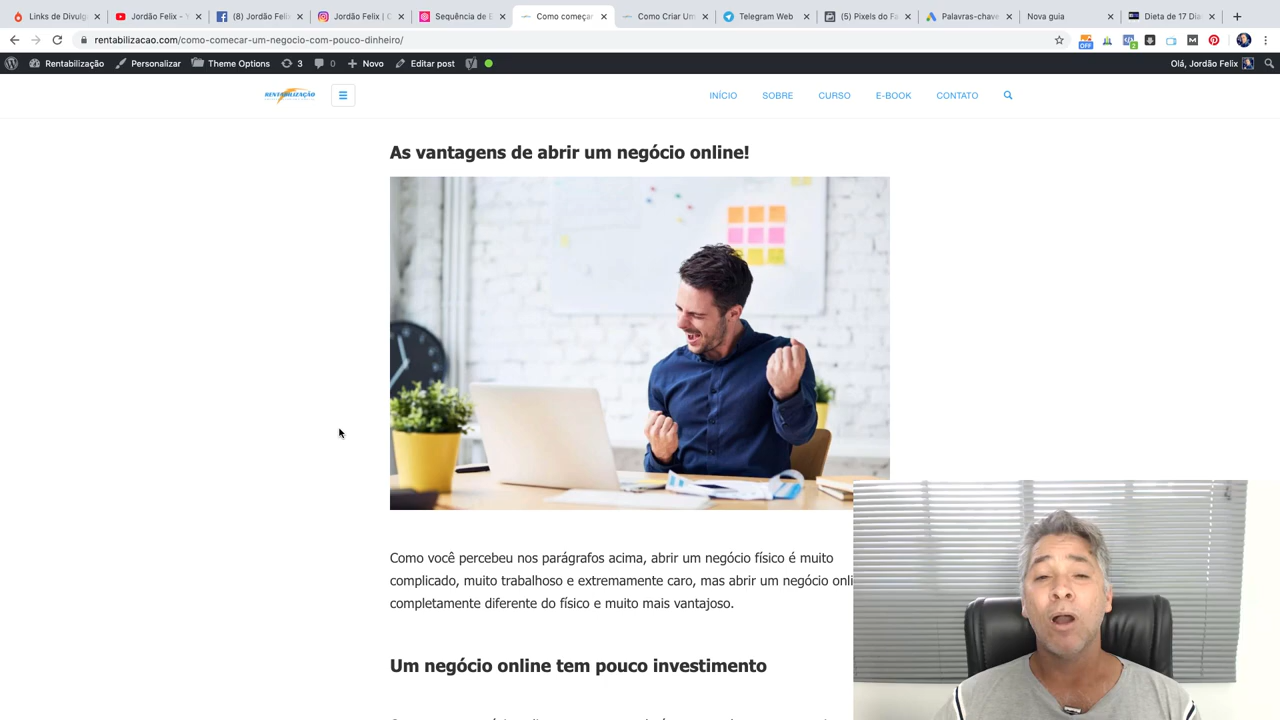 Links de Divulg
Jordão Felix - Y
(8) Jordão Feli
Jordão Felix | C
Sequência de E
Como começar
Como Criar Um
Telegram Web
(5) Pixels do Fa
Palavras-chave
Nova guia
Dieta de 17 Dia
rentabilizacao.com/como-comecar-um-negocio-com-pouco-dinheiro/
OFF
2
Rentabilização
Personalizar
Theme Options
3
0
Novo
Editar post
Olá, Jordão Felix
RENTABILIZAÇÃO
INÍCIO
SOBRE
CURSO
E-BOOK
CONTATO
As vantagens de abrir um negócio online!
Como você percebeu nos parágrafos acima, abrir um negócio físico é muito
complicado, muito trabalhoso e extremamente caro, mas abrir um negócio onli
completamente diferente do físico e muito mais vantajoso.
Um negócio online tem pouco investimento